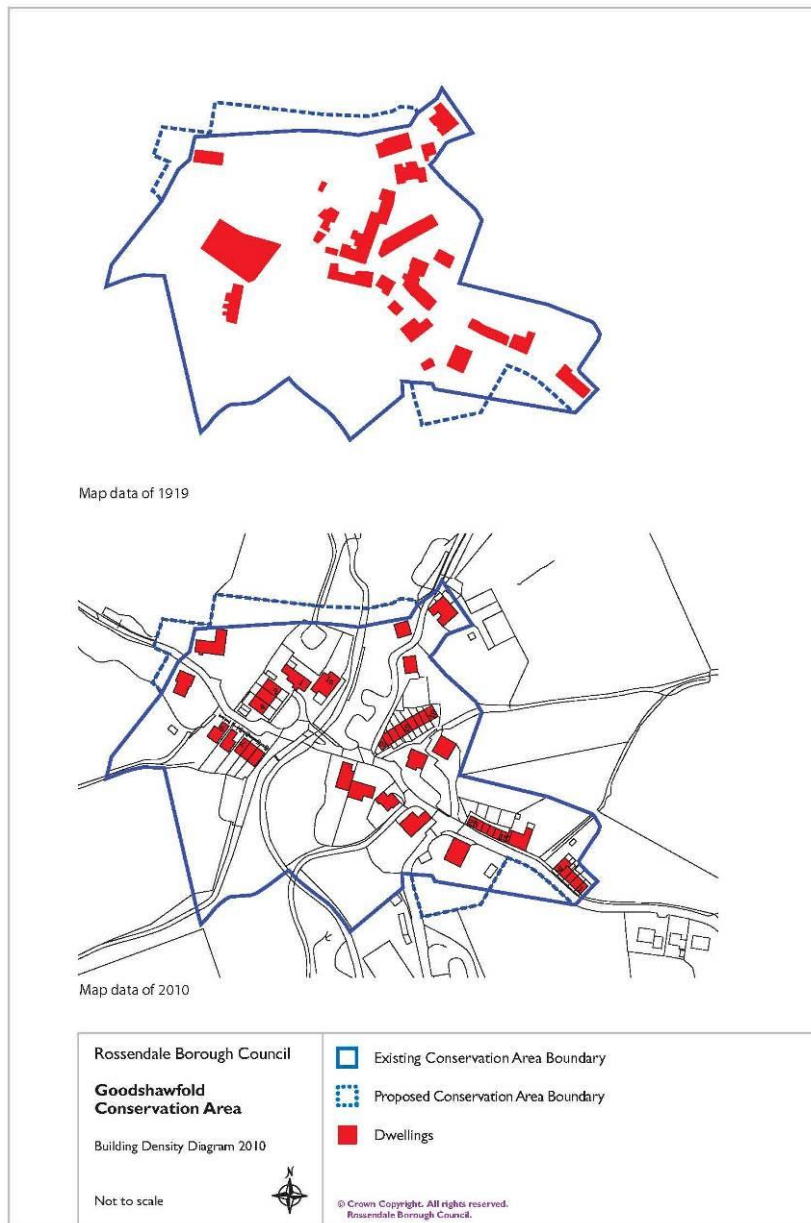 Map data of 1919
Map data of 2010
Rossendale Borough Council
Goodshawfold
Conservation Area
Building Density Diagram 2010
N
Not to scale
Existing Conservation Area Boundary
Proposed Conservation Area Boundary
Dwellings
© Crown Copyright. All rights reserved.
Rossendale Borough Council.